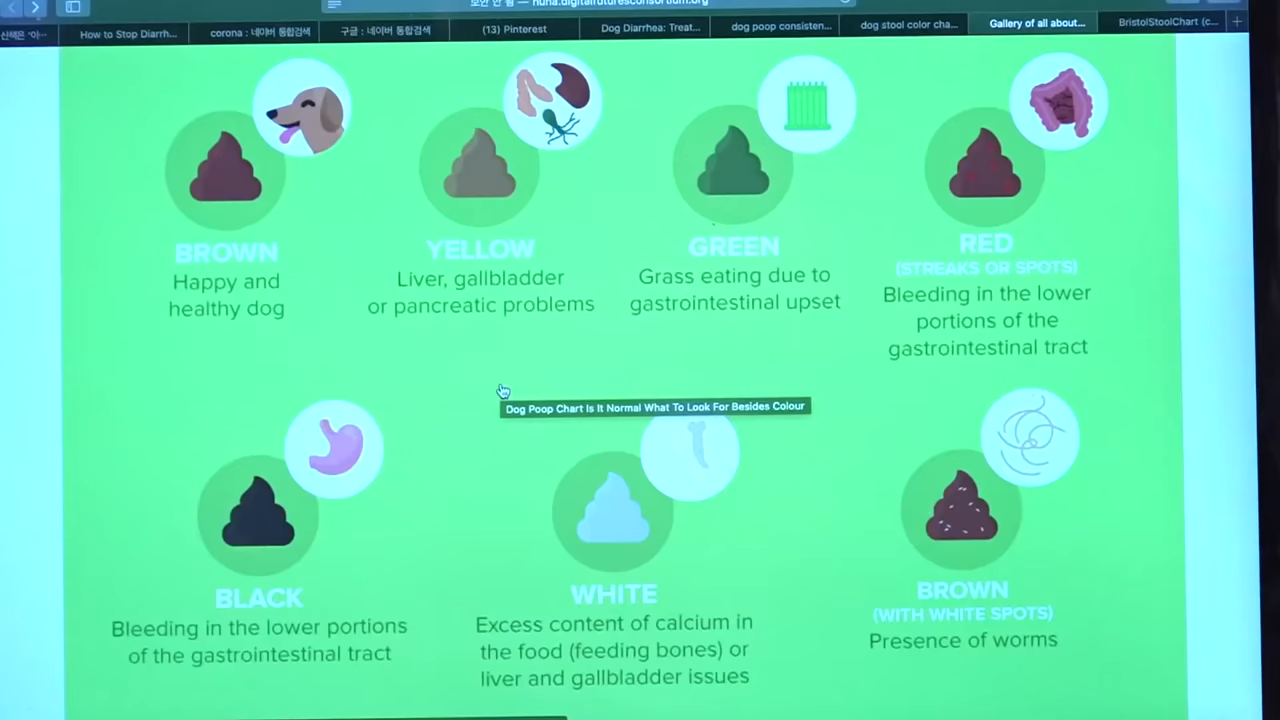 nuna.digitalfuturesconsortium.org
How to Stop Diarrh...
corona : 네이버 통합검색
구글 : 네이버 통합검색
(13) Pinterest
Dog Diarrhea: Treat...
dog poop consisten...
dog stool color cha...
Gallery of all about...
BristolStoolChart (c...
BROWN
Happy and
healthy dog
YELLOW
Liver, gallbladder
or pancreatic problems
GREEN
Grass eating due to
gastrointestinal upset
RED
(STREAKS OR SPOTS)
Bleeding in the lower
portions of the
gastrointestinal tract
Dog Poop Chart Is It Normal What To Look For Besides Colour
BLACK
Bleeding in the lower portions
of the gastrointestinal tract
WHITE
Excess content of calcium in
the food (feeding bones) or
liver and gallbladder issues
BROWN
(WITH WHITE SPOTS)
Presence of worms